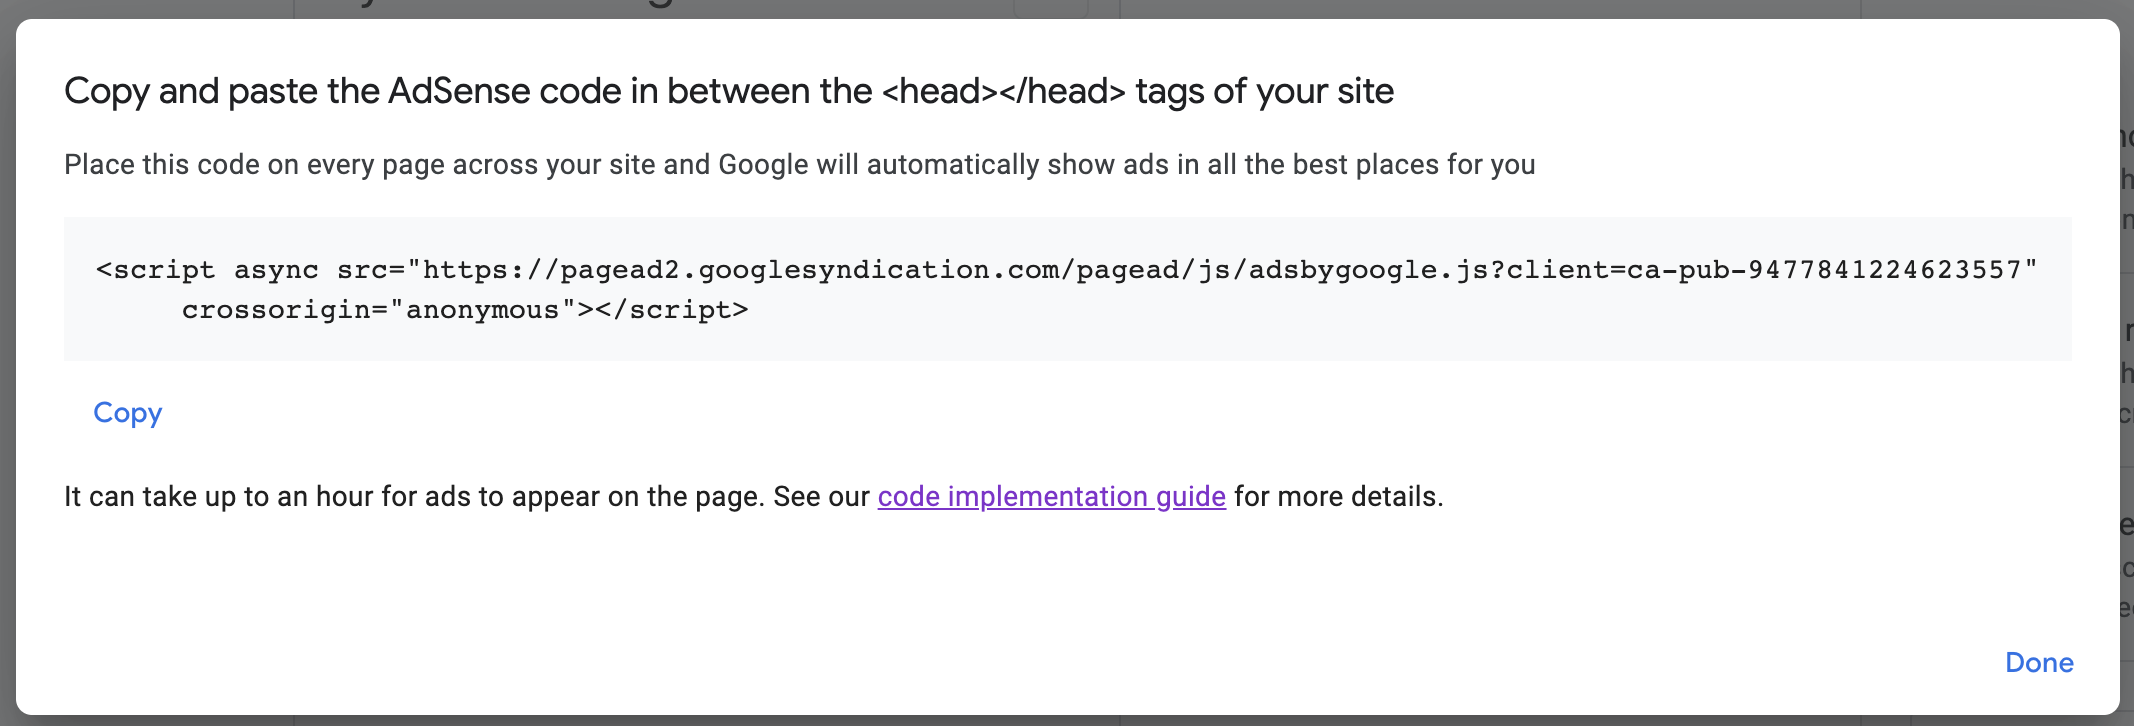 Copy and paste the AdSense code in between the <head></head> tags of your site
Place this code on every page across your site and Google will automatically show ads in all the best places for you
<script async src="https://pagead2.googlesyndication.com/pagead/js/adsbygoogle.js?client=ca-pub-9477841224623557"
     crossorigin="anonymous"></script>
Copy
It can take up to an hour for ads to appear on the page. See our code implementation guide for more details.
Done